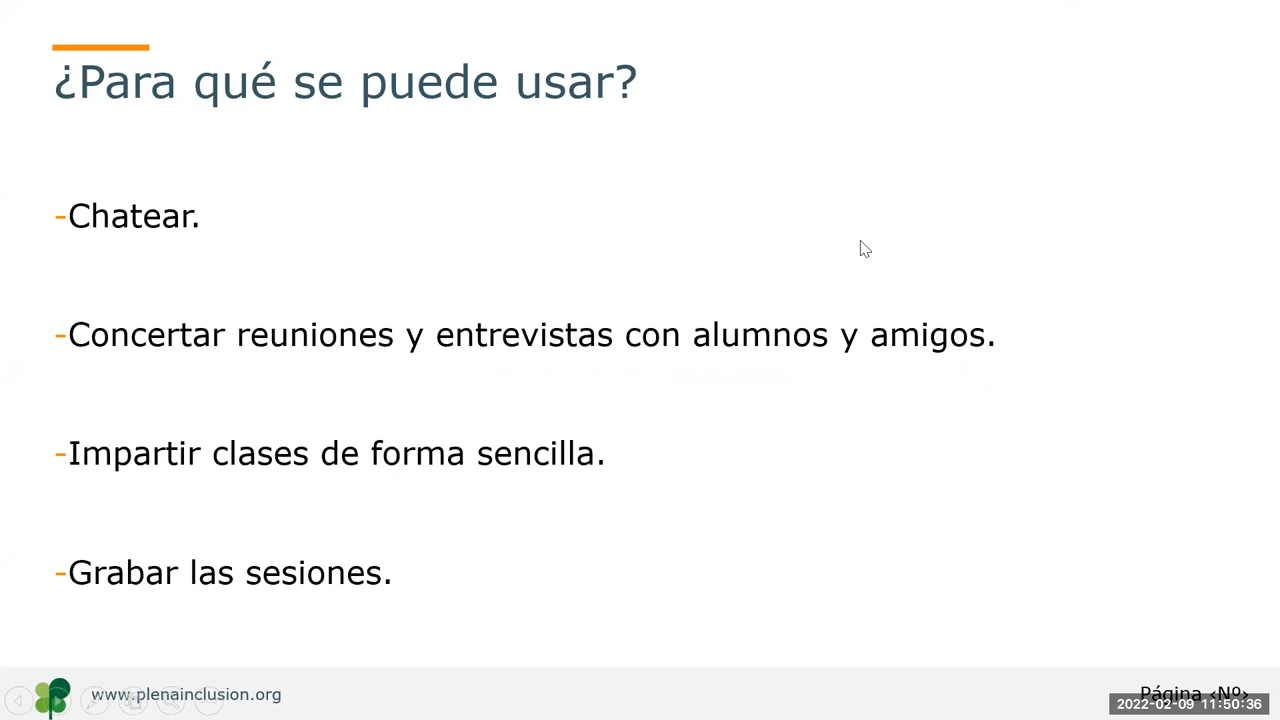 ¿Para qué se puede usar?
-Chatear.
-Concertar reuniones y entrevistas con alumnos y amigos.
-Impartir clases de forma sencilla.
-Grabar las sesiones.
www.plenainclusion.org
Página ‹Nº›
2022-02-09 11:50:36